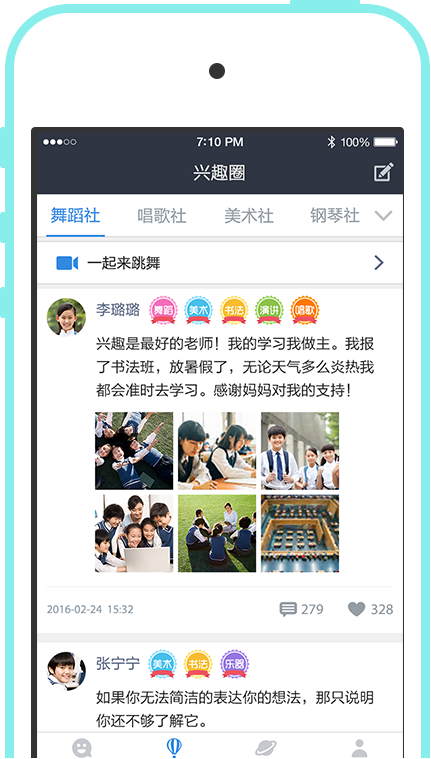 7:10 PM 100%
兴趣圈
舞蹈社 唱歌社 美术社 钢琴社
一起来跳舞
李璐璐 舞蹈 美术 书法 演讲 唱歌
兴趣是最好的老师！我的学习我做主。我报
了书法班，放暑假了，无论天气多么炎热我
都会准时去学习。感谢妈妈对我的支持！
2016-02-24 15:32 279 328
张宁宁 美术 书法 乐器
如果你无法简洁的表达你的想法，那只说明
你还不够了解它。